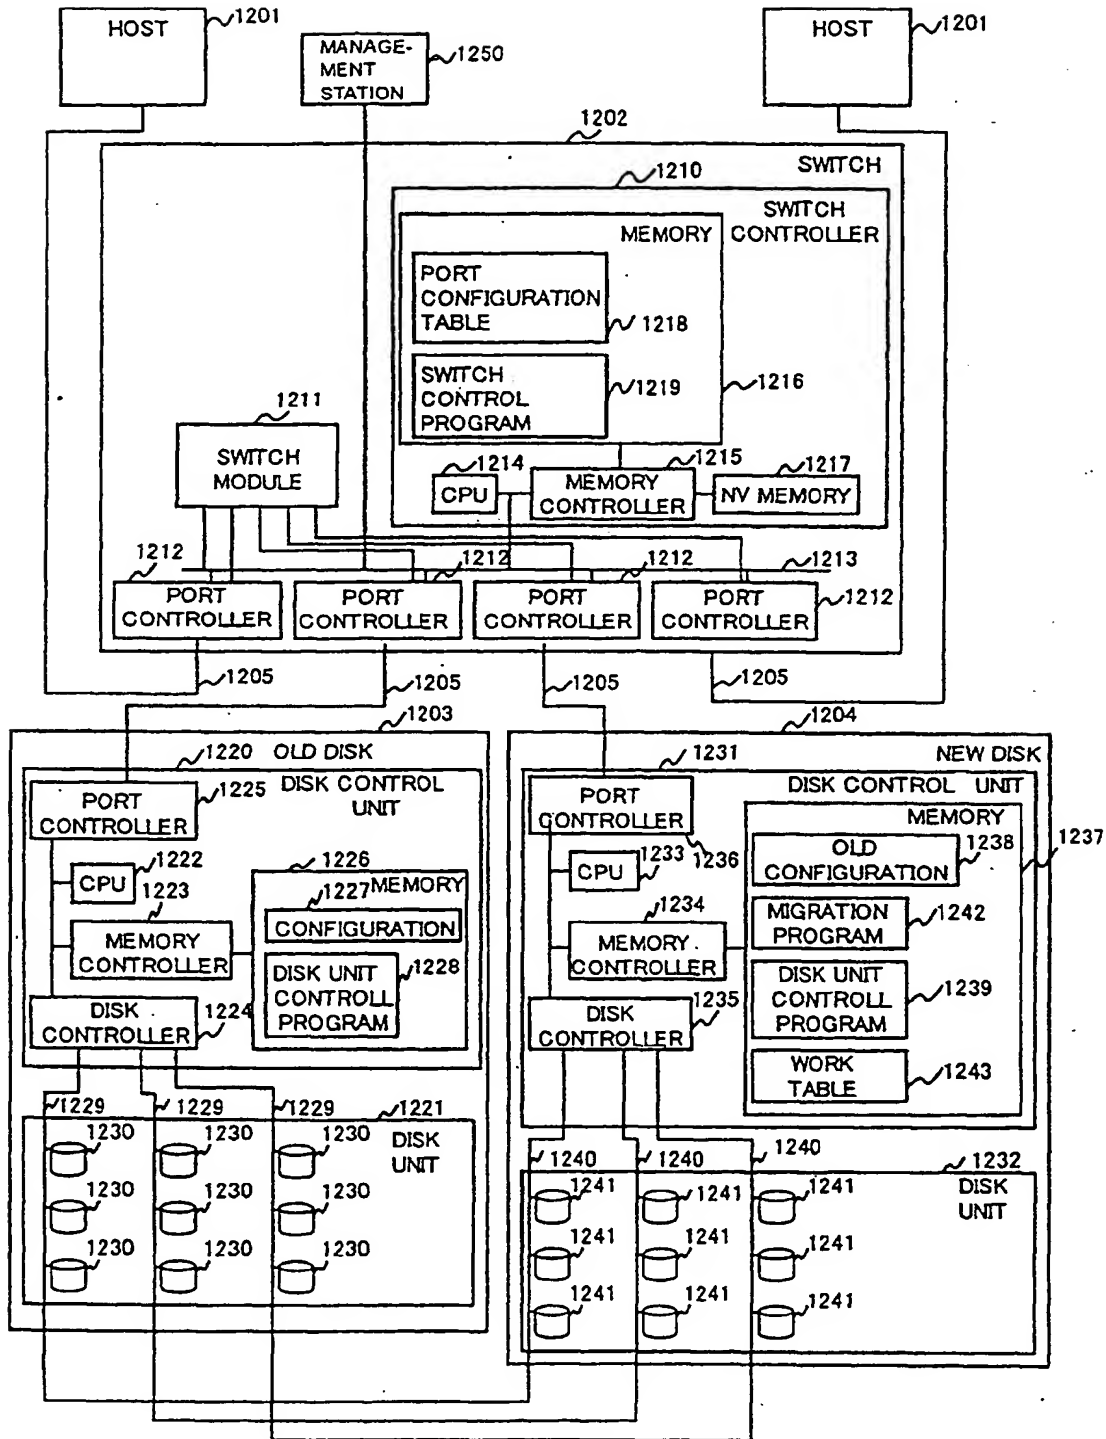 HOST
1201
MANAGE-
MENT
STATION
1250
HOST
1201
1202
SWITCH
1210
SWITCH
CONTROLLER
MEMORY
PORT
CONFIGURATION
TABLE
1218
SWITCH
CONTROL
PROGRAM
1219
1216
1211
SWITCH
MODULE
1214
CPU
1215
MEMORY
CONTROLLER
1217
NV MEMORY
1213
1212
PORT
CONTROLLER
1212
PORT
CONTROLLER
1212
PORT
CONTROLLER
1212
PORT
CONTROLLER
1205
1205
1205
1205
1203
OLD DISK
1220
DISK CONTROL
UNIT
PORT
CONTROLLER
1225
1222
CPU
1223
MEMORY
CONTROLLER
1226
MEMORY
1227
CONFIGURATION
DISK UNIT
CONTROLL
PROGRAM
1228
DISK
CONTROLLER
1224
1229
1229
1229
1221
DISK
UNIT
1230
1230
1230
1230
1230
1230
1230
1230
1230
1204
NEW DISK
1231
DISK CONTROL UNIT
PORT
CONTROLLER
1236
MEMORY
1237
OLD
CONFIGURATION
1238
CPU
1233
1234
MEMORY
CONTROLLER
MIGRATION
PROGRAM
1242
DISK UNIT
CONTROLL
PROGRAM
1239
DISK
CONTROLLER
1235
WORK
TABLE
1243
1240
1240
1240
1232
DISK
UNIT
1241
1241
1241
1241
1241
1241
1241
1241
1241